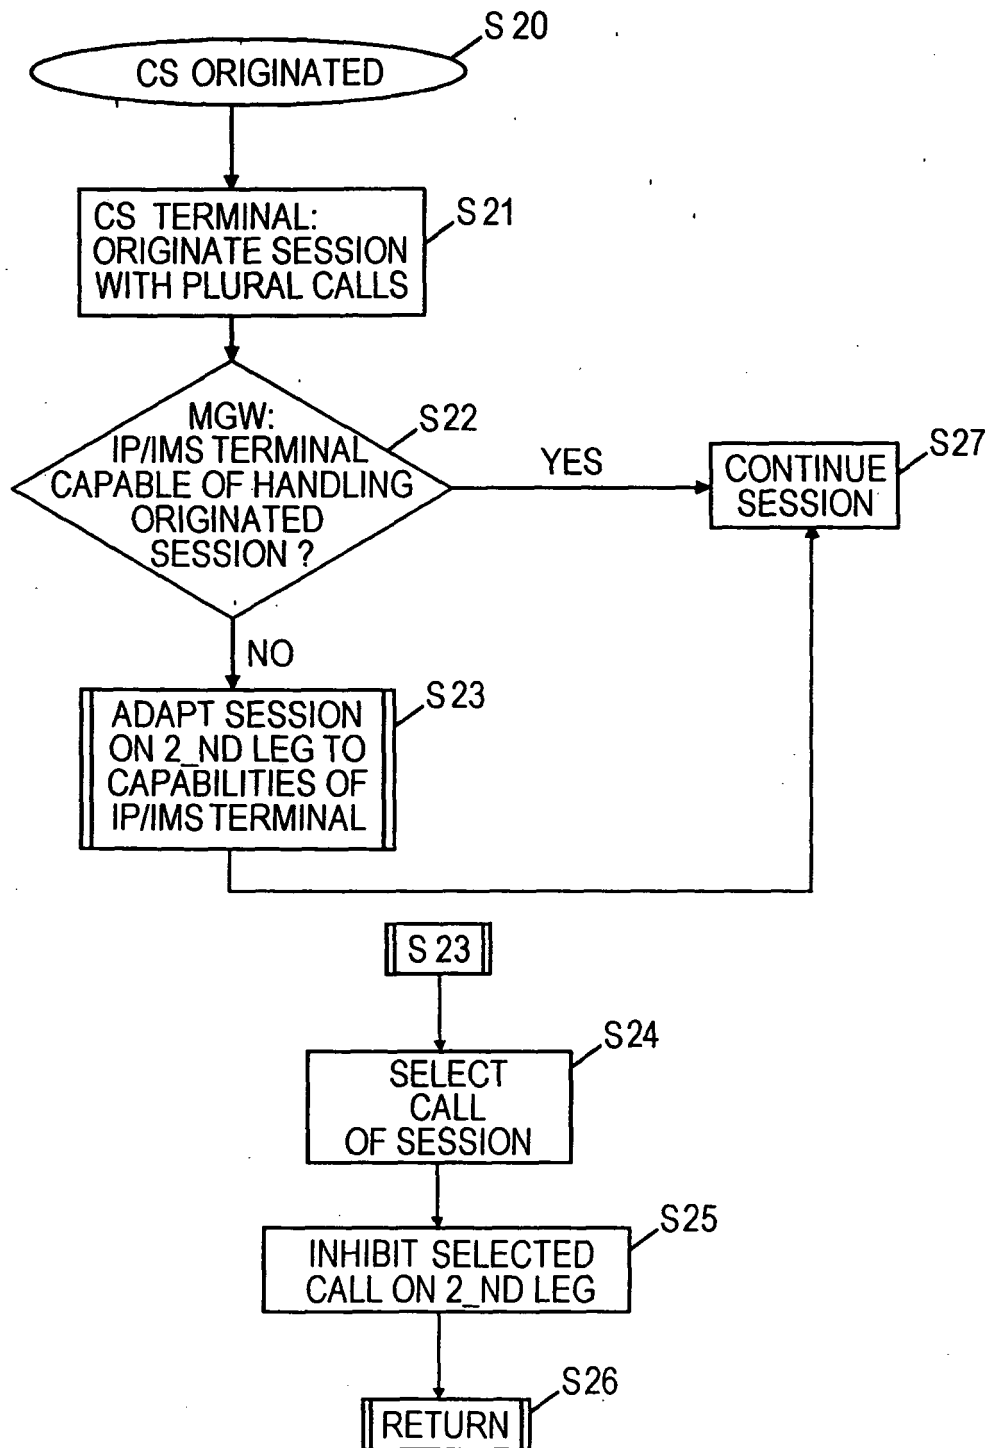 S20
CS ORIGINATED
CS TERMINAL:
ORIGINATE SESSION
WITH PLURAL CALLS
S21
MGW:
IP/IMS TERMINAL
CAPABLE OF HANDLING
ORIGINATED
SESSION ?
S22
YES
CONTINUE
SESSION
S27
NO
ADAPT SESSION
ON 2_ND LEG TO
CAPABILITIES OF
IP/IMS TERMINAL
S23
S23
SELECT
CALL
OF SESSION
S24
INHIBIT SELECTED
CALL ON 2_ND LEG
S25
RETURN
S26